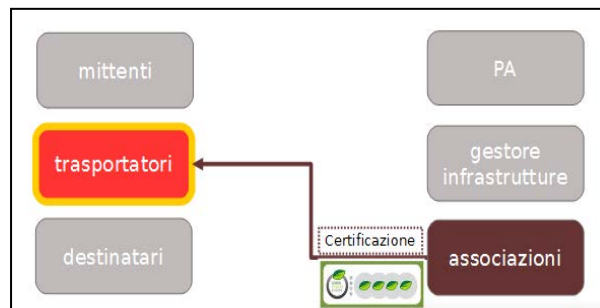 mittenti
PA
trasportatori
gestore
infrastrutture
Certificazione
destinatari
associazioni